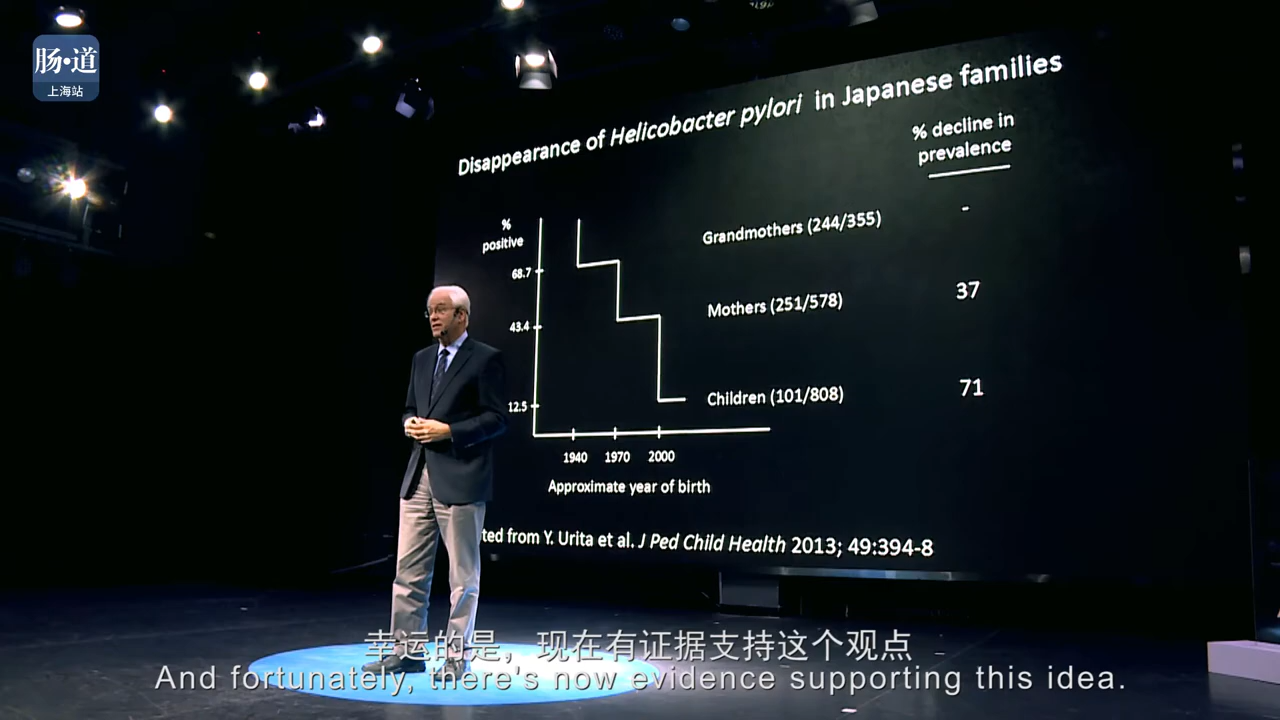 肠·道
上海站
Disappearance of Helicobacter pylori in Japanese families
% decline in
prevalence
%
positive
68.7
43.4
12.5
1940 1970 2000
Approximate year of birth
Grandmothers (244/355) -
Mothers (251/578) 37
Children (101/808) 71
ted from Y. Urita et al. J Ped Child Health 2013; 49:394-8
幸运的是，现在有证据支持这个观点
And fortunately, there's now evidence supporting this idea.